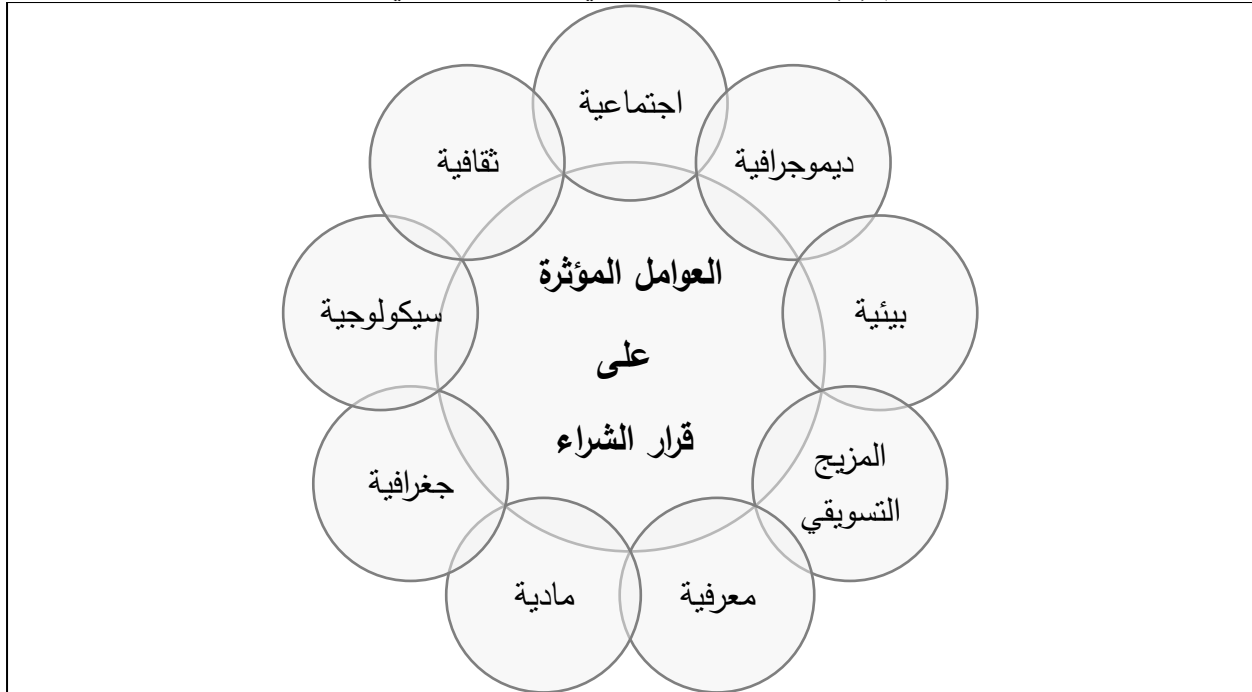 اجتماعية
ديموجرافية
بيئية
المزيج
التسويقي
معرفية
مادية
جغرافية
سيكولوجية
ثقافية
العوامل المؤثرة
على
قرار الشراء